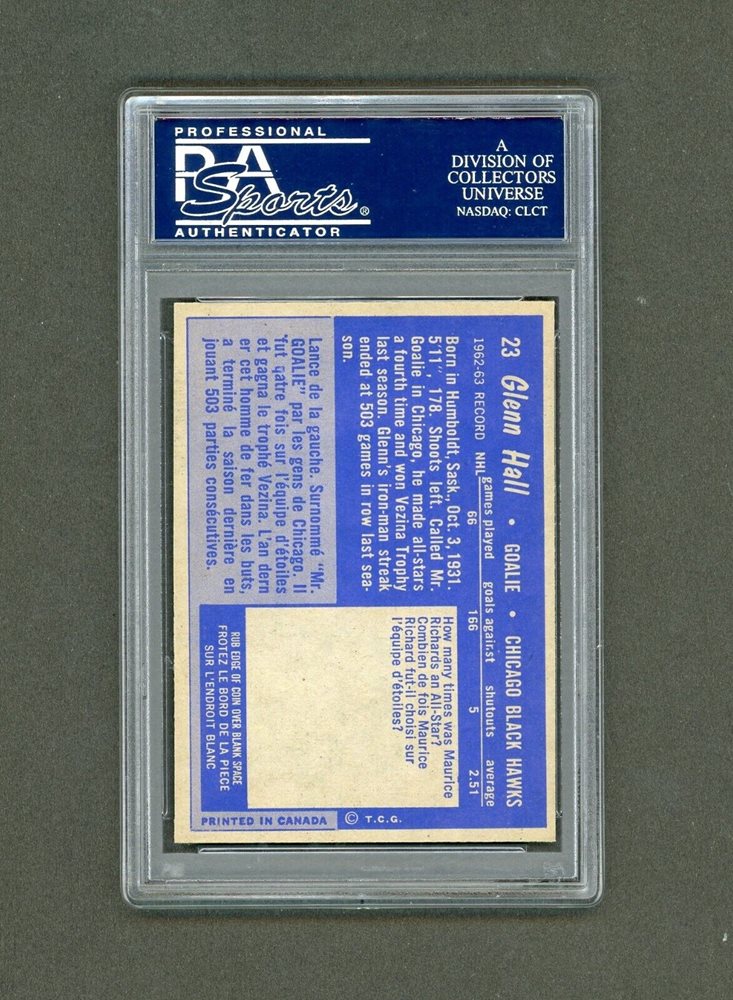 PROFESSIONAL
PSA
Sports®
AUTHENTICATOR
A
DIVISION OF
COLLECTORS
UNIVERSE
NASDAQ: CLCT
23 Glenn Hall • GOALIE • CHICAGO BLACK HAWKS
games played goals against shutouts average
1962-63 RECORD NHL 66 166 5 2.51
Born in Humboldt, Sask., Oct. 3, 1931.
5'11", 178. Shoots left. Called Mr.
Goalie in Chicago, he made all-stars
a fourth time and won Vezina Trophy
last season. Glenn's iron-man streak
ended at 503 games in row last sea-
son.
Lance de la gauche. Surnommé "Mr.
GOALIE" par les gens de Chicago. Il
fut qatre fois sur l'équipe d'étoiles
et gagna le trophé Vezina. L'an dern
er cet homme de fer dans les buts,
a terminé la saison dernière en
jouant 503 parties consécutives.
How many times was Maurice
Richards an All-Star?
Combien de fois Maurice
Richard fut-il choisi sur
l'équipe d'étoiles?
RUB EDGE OF COIN OVER BLANK SPACE
FROTEZ LE BORD DE LA PIECE
SUR L'ENDROIT BLANC
PRINTED IN CANADA © T.C.G.